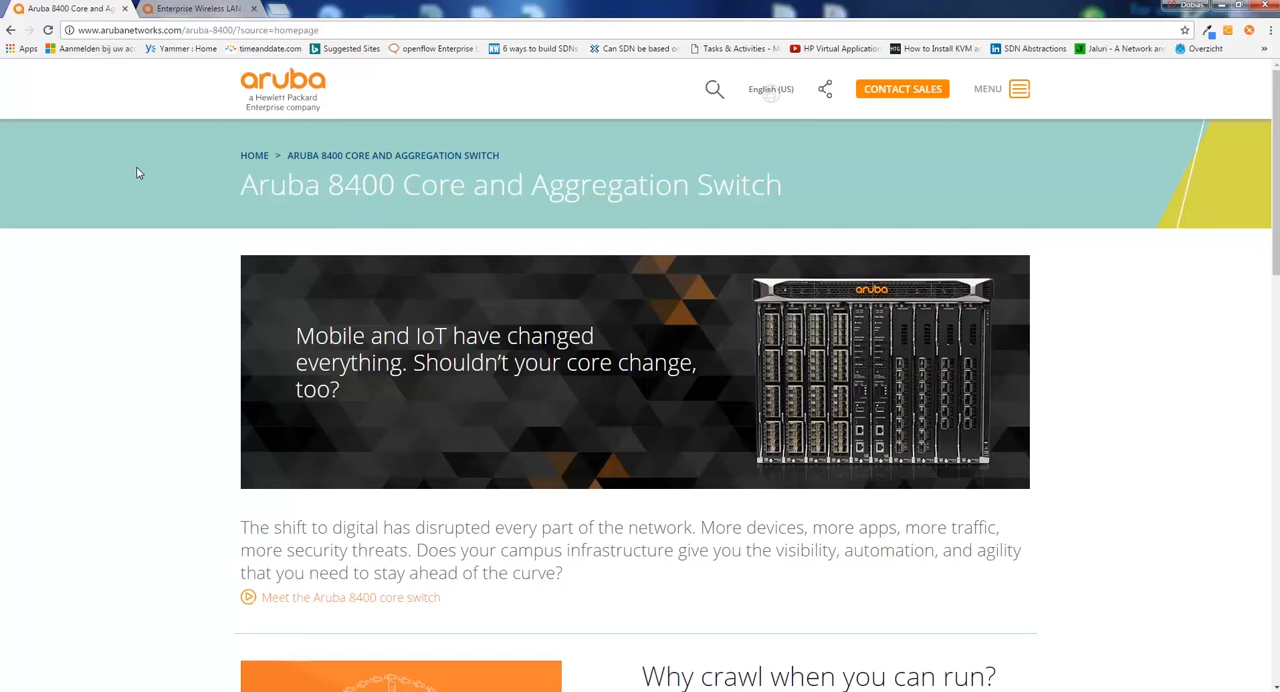 Aruba 8400 Core and Ag
Enterprise Wireless LAN
Dobias
www.arubanetworks.com/aruba-8400/?source=homepage
Apps
Aanmelden bij uw ac
Yammer : Home
timeanddate.com
Suggested Sites
openflow Enterprise I
6 ways to build SDNs
Can SDN be based o
Tasks & Activities - M
HP Virtual Application
How to Install KVM a
SDN Abstractions
Jaluri - A Network an
Overzicht
aruba
a Hewlett Packard
Enterprise company
English (US)
CONTACT SALES
MENU
HOME > ARUBA 8400 CORE AND AGGREGATION SWITCH
Aruba 8400 Core and Aggregation Switch
aruba
Mobile and IoT have changed
everything. Shouldn't your core change,
too?
The shift to digital has disrupted every part of the network. More devices, more apps, more traffic,
more security threats. Does your campus infrastructure give you the visibility, automation, and agility
that you need to stay ahead of the curve?
Meet the Aruba 8400 core switch
Why crawl when you can run?